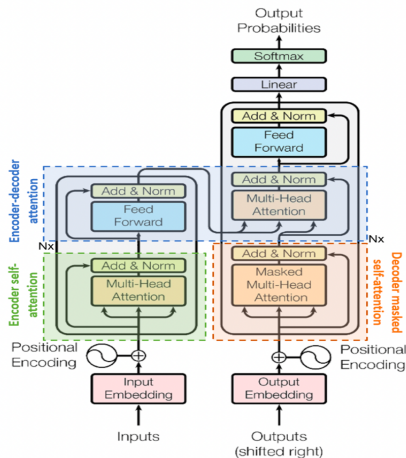 Output
Probabilities
Softmax
Linear
Add & Norm
Feed
Forward
Add & Norm
Multi-Head
Attention
Encoder-decoder
attention
Add & Norm
Feed
Forward
Nx
Nx
Encoder self-
attention
Add & Norm
Multi-Head
Attention
Add & Norm
Masked
Multi-Head
Attention
Decoder masked
self-attention
Positional
Encoding
Positional
Encoding
Input
Embedding
Output
Embedding
Inputs
Outputs
(shifted right)